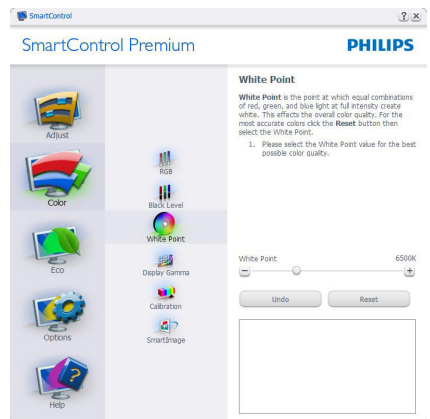 SmartControl
? x
SmartControl Premium
PHILIPS
Adjust
Color
Eco
Options
Help
RGB
Black Level
White Point
Display Gamma
Calibration
SmartImage
White Point
White Point is the point at which equal combinations
of red, green, and blue light at full intensity create
white. This effects the overall color quality. For the
most accurate colors click the Reset button then
select the White Point.
1. Please select the White Point value for the best
possible color quality.
White Point 6500K
- +
Undo Reset